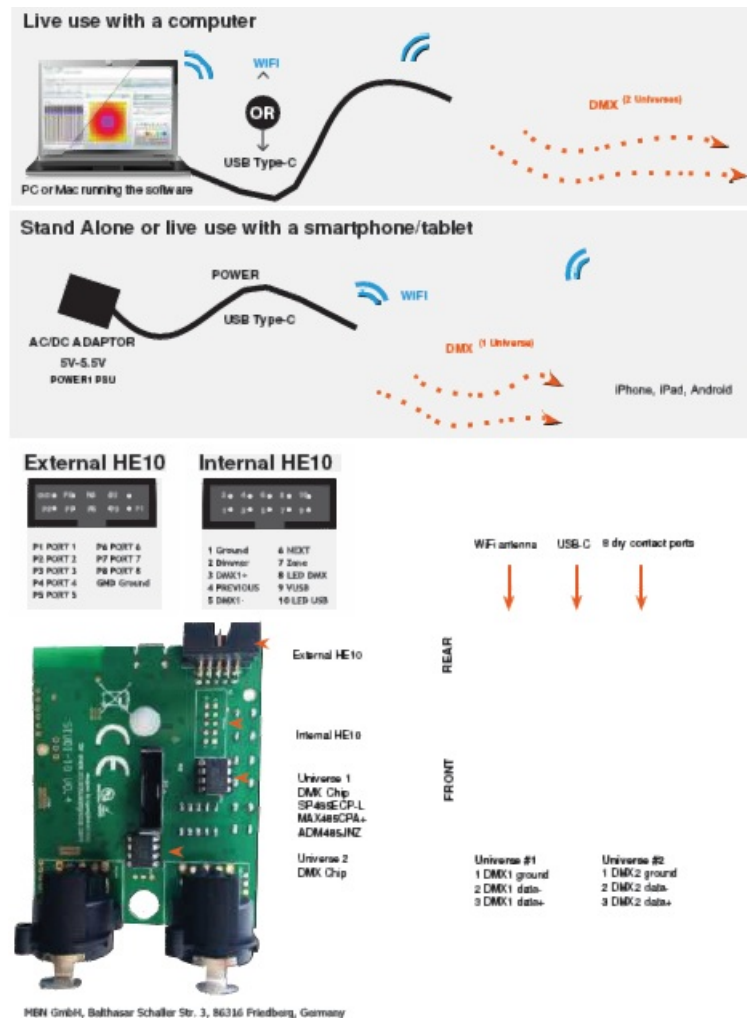 Live use with a computer
WIFI
OR
USB Type-C
PC or Mac running the software
DMX (2 Universes)
Stand Alone or live use with a smartphone/tablet
POWER
USB Type-C
WIFI
AC/DC ADAPTOR
5V-5.5V
POWER1 PSU
DMX (1 Universe)
iPhone, iPad, Android
External HE10
P1 PORT 1
P2 PORT 2
P3 PORT 3
P4 PORT 4
P5 PORT 5
P6 PORT 6
P7 PORT 7
P8 PORT 8
GND Ground
Internal HE10
1 Ground
2 Dimmer
3 DMX1+
4 PREVIOUS
5 DMX1-
6 NEXT
7 Zone
8 LED DMX
9 VUSB
10 LED USB
WiFi antenna
USB-C
8 dry contact ports
REAR
FRONT
External HE10
Internal HE10
Universe 1
DMX Chip
SP485ECP-L
MAX485CPA+
ADM485JNZ
Universe 2
DMX Chip
CE
Universe #1
1 DMX1 ground
2 DMX1 data-
3 DMX1 data+
Universe #2
1 DMX2 ground
2 DMX2 data-
3 DMX2 data+
MBN GmbH, Balthasar Schaller Str. 3, 86316 Friedberg, Germany